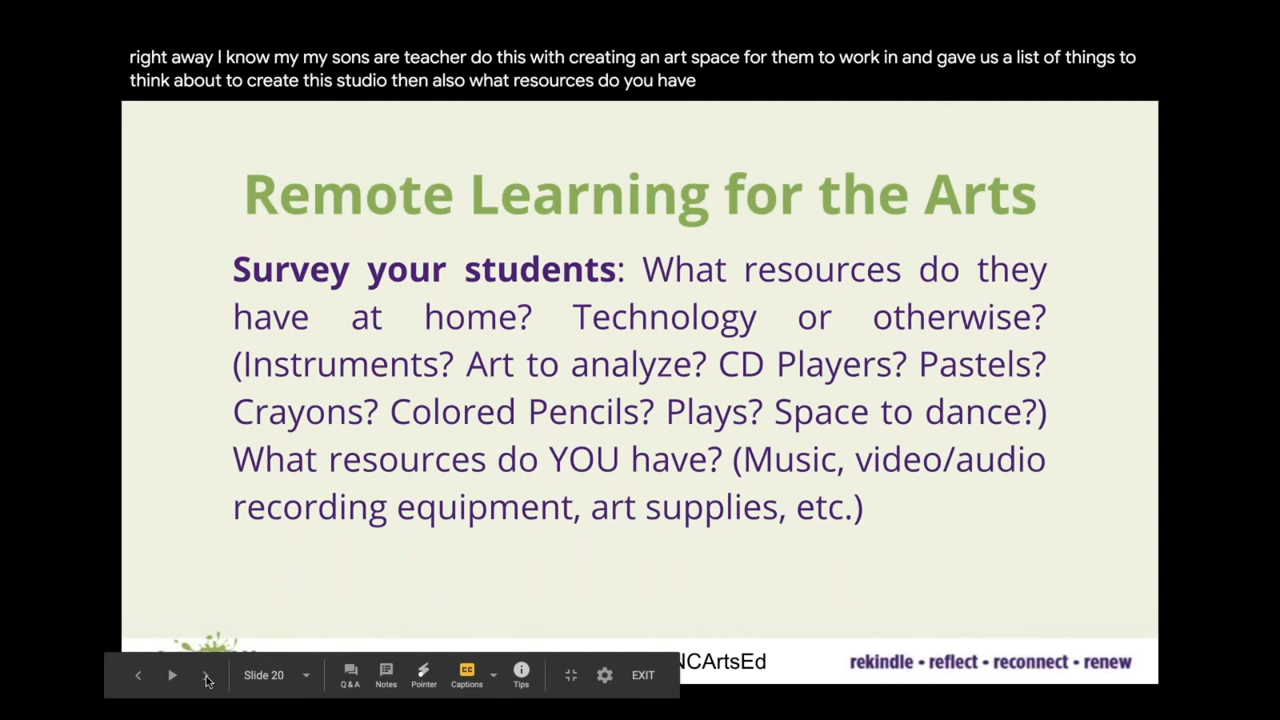 right away I know my my sons are teacher do this with creating an art space for them to work in and gave us a list of things to
think about to create this studio then also what resources do you have
Remote Learning for the Arts
Survey your students: What resources do they
have at home? Technology or otherwise?
(Instruments? Art to analyze? CD Players? Pastels?
Crayons? Colored Pencils? Plays? Space to dance?)
What resources do YOU have? (Music, video/audio
recording equipment, art supplies, etc.)
NCArtsEd
rekindle • reflect • reconnect • renew
Slide 20
Q & A
Notes
Pointer
CC
Captions
Tips
EXIT